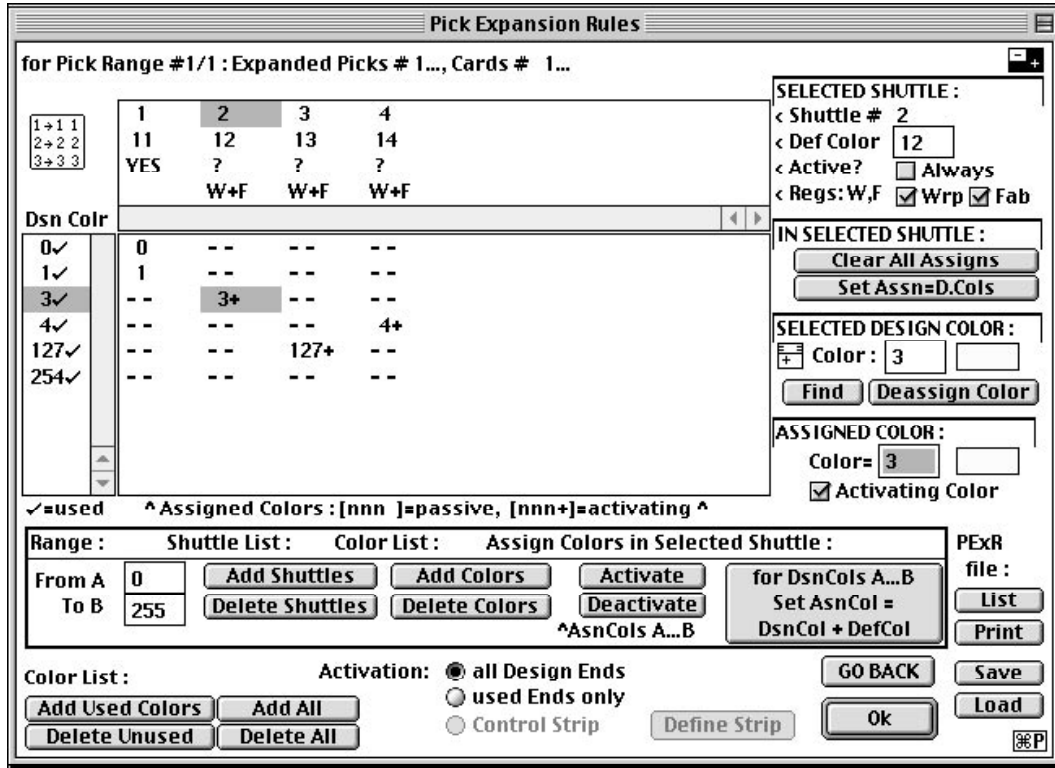 Pick Expansion Rules
for Pick Range #1/1 : Expanded Picks # 1..., Cards # 1...
1→1 1
2→2 2
3→3 3
1 2 3 4
11 12 13 14
YES ? ? ?
W+F W+F W+F
Dsn Colr
0✓ 0 -- -- --
1✓ 1 -- -- --
3✓ -- 3+ -- --
4✓ -- -- -- 4+
127✓ -- -- 127+ --
254✓ -- -- -- --
✓=used ^ Assigned Colors : [nnn ]=passive, [nnn+]=activating ^
SELECTED SHUTTLE :
< Shuttle # 2
< Def Color 12
< Active? Always
< Regs: W,F Wrp Fab
IN SELECTED SHUTTLE :
Clear All Assigns
Set Assn=D.Cols
SELECTED DESIGN COLOR :
Color : 3
Find Deassign Color
ASSIGNED COLOR :
Color= 3
Activating Color
Range : Shuttle List : Color List : Assign Colors in Selected Shuttle :
From A 0 Add Shuttles Add Colors Activate
To B 255 Delete Shuttles Delete Colors Deactivate
^AsnCols A...B
for DsnCols A...B
Set AsnCol =
DsnCol + DefCol
PExR
file :
List
Print
Save
Load
Color List :
Add Used Colors Add All
Delete Unused Delete All
Activation: all Design Ends
used Ends only
Control Strip Define Strip
GO BACK
Ok
⌘P